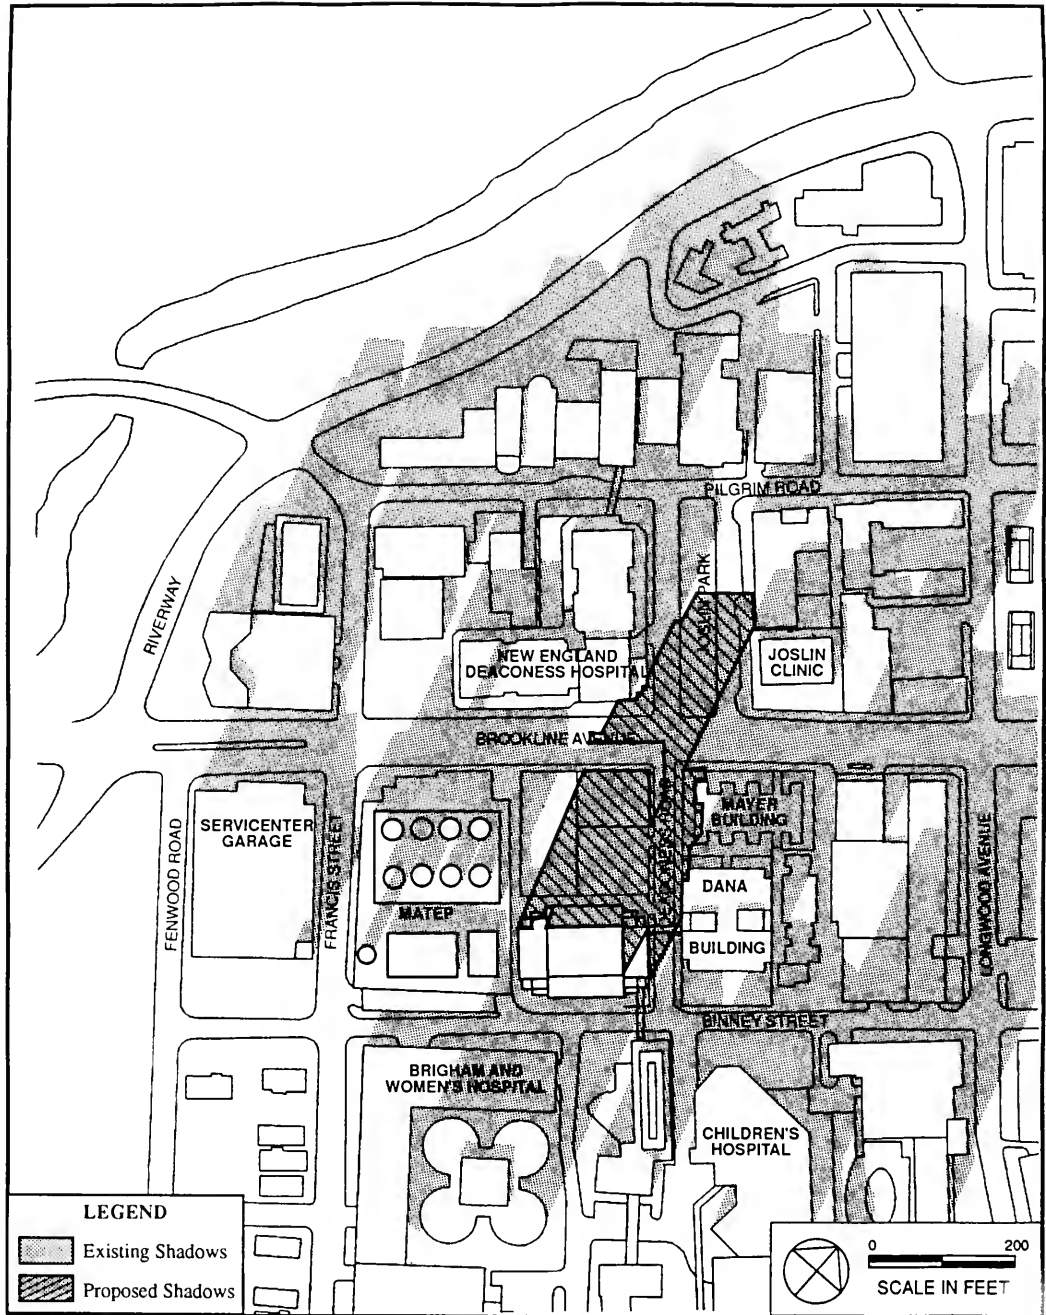 PILGRIM ROAD
JOSLIN PARK
RIVERWAY
NEW ENGLAND
DEACONESS HOSPITAL
JOSLIN
CLINIC
BROOKLINE AVENUE
SERVICENTER
GARAGE
FENWOOD ROAD
FRANCIS STREET
MATEP
MAYER
BUILDING
DANA
BUILDING
LONGWOOD AVENUE
BINNEY STREET
BRIGHAM AND
WOMEN'S HOSPITAL
CHILDREN'S
HOSPITAL
LEGEND
Existing Shadows
Proposed Shadows
0 200
SCALE IN FEET